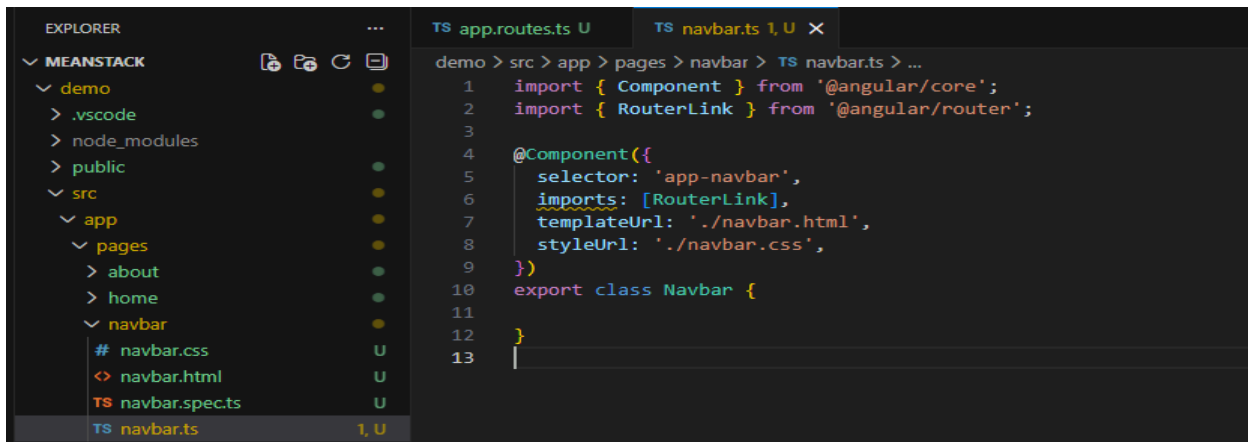 EXPLORER ...
TS app.routes.ts U
TS navbar.ts 1, U
MEANSTACK
demo > src > app > pages > navbar > TS navbar.ts > ...
demo
.vscode
node_modules
public
src
app
pages
about
home
navbar
# navbar.css U
<> navbar.html U
TS navbar.spec.ts U
TS navbar.ts 1, U
1 import { Component } from '@angular/core';
2 import { RouterLink } from '@angular/router';
3
4 @Component({
5 selector: 'app-navbar',
6 imports: [RouterLink],
7 templateUrl: './navbar.html',
8 styleUrl: './navbar.css',
9 })
10 export class Navbar {
11
12 }
13